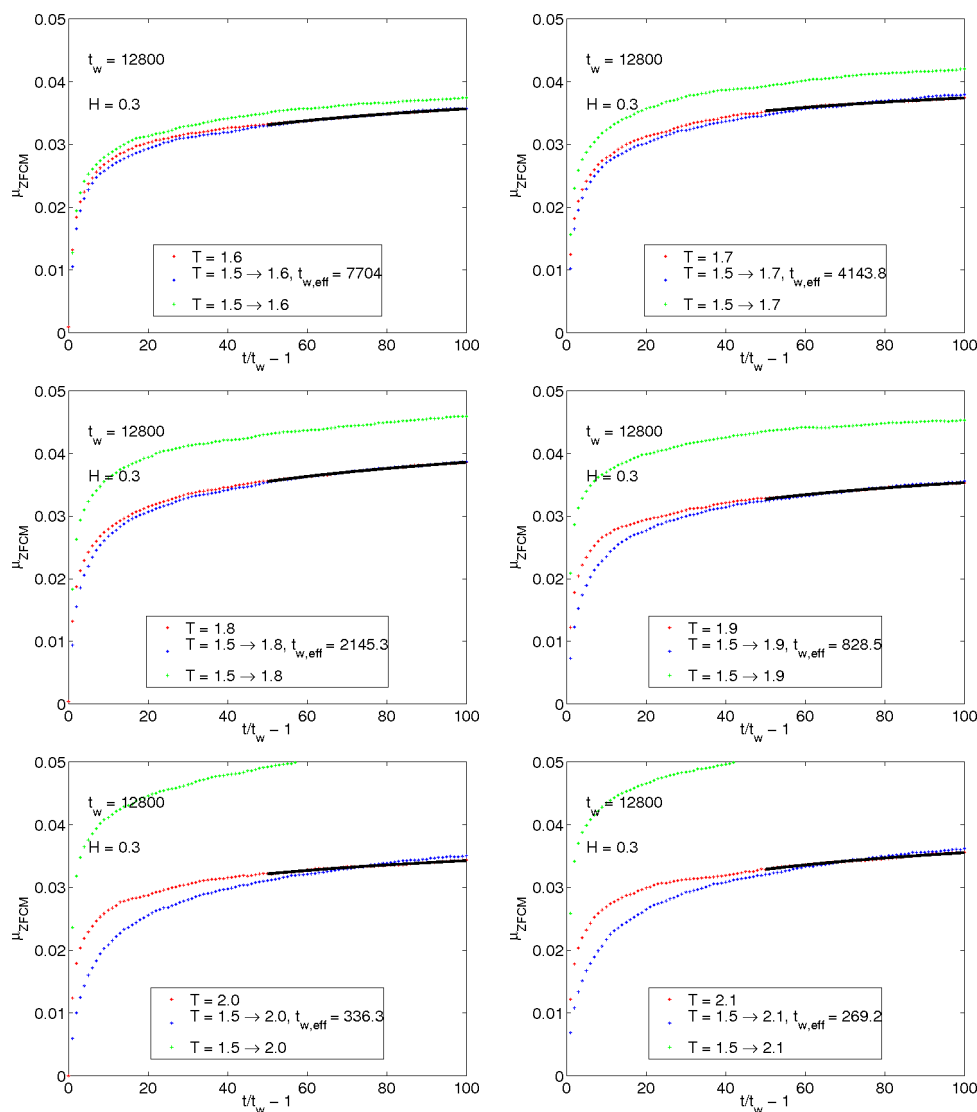 0.05
0.04
0.03
0.02
0.01
0
μ_ZFCM
t_w = 12800
H = 0.3
T = 1.6
T = 1.5 → 1.6, t_w,eff = 7704
T = 1.5 → 1.6
0 20 40 60 80 100
t/t_w − 1
0.05
0.04
0.03
0.02
0.01
0
μ_ZFCM
t_w = 12800
H = 0.3
T = 1.7
T = 1.5 → 1.7, t_w,eff = 4143.8
T = 1.5 → 1.7
0 20 40 60 80 100
t/t_w − 1
0.05
0.04
0.03
0.02
0.01
0
μ_ZFCM
t_w = 12800
H = 0.3
T = 1.8
T = 1.5 → 1.8, t_w,eff = 2145.3
T = 1.5 → 1.8
0 20 40 60 80 100
t/t_w − 1
0.05
0.04
0.03
0.02
0.01
0
μ_ZFCM
t_w = 12800
H = 0.3
T = 1.9
T = 1.5 → 1.9, t_w,eff = 828.5
T = 1.5 → 1.9
0 20 40 60 80 100
t/t_w − 1
0.05
0.04
0.03
0.02
0.01
0
μ_ZFCM
t_w = 12800
H = 0.3
T = 2.0
T = 1.5 → 2.0, t_w,eff = 336.3
T = 1.5 → 2.0
0 20 40 60 80 100
t/t_w − 1
0.05
0.04
0.03
0.02
0.01
0
μ_ZFCM
t_w = 12800
H = 0.3
T = 2.1
T = 1.5 → 2.1, t_w,eff = 269.2
T = 1.5 → 2.1
0 20 40 60 80 100
t/t_w − 1